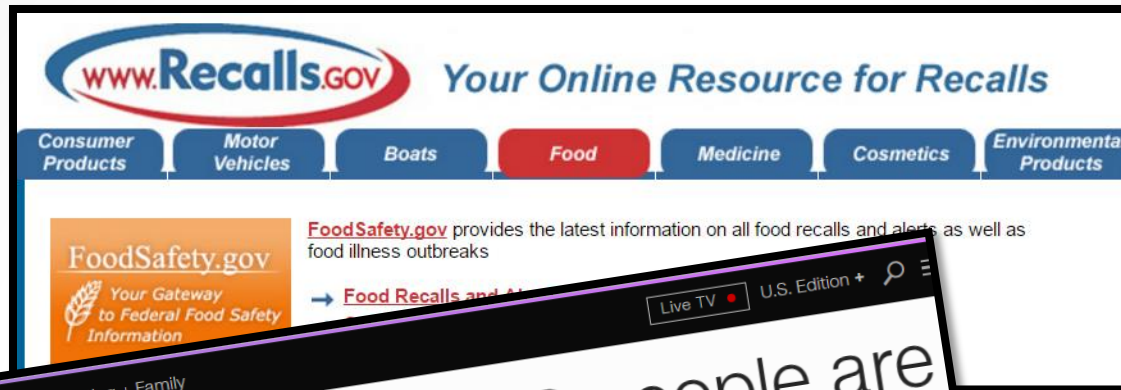 www.Recalls.gov Your Online Resource for Recalls
Consumer Products
Motor Vehicles
Boats
Food
Medicine
Cosmetics
Environmenta
Products
FoodSafety.gov
Your Gateway
to Federal Food Safety
Information
FoodSafety.gov provides the latest information on all food recalls and alerts as well as
food illness outbreaks
→ Food Recalls and
Live TV U.S. Edition +
Family
are